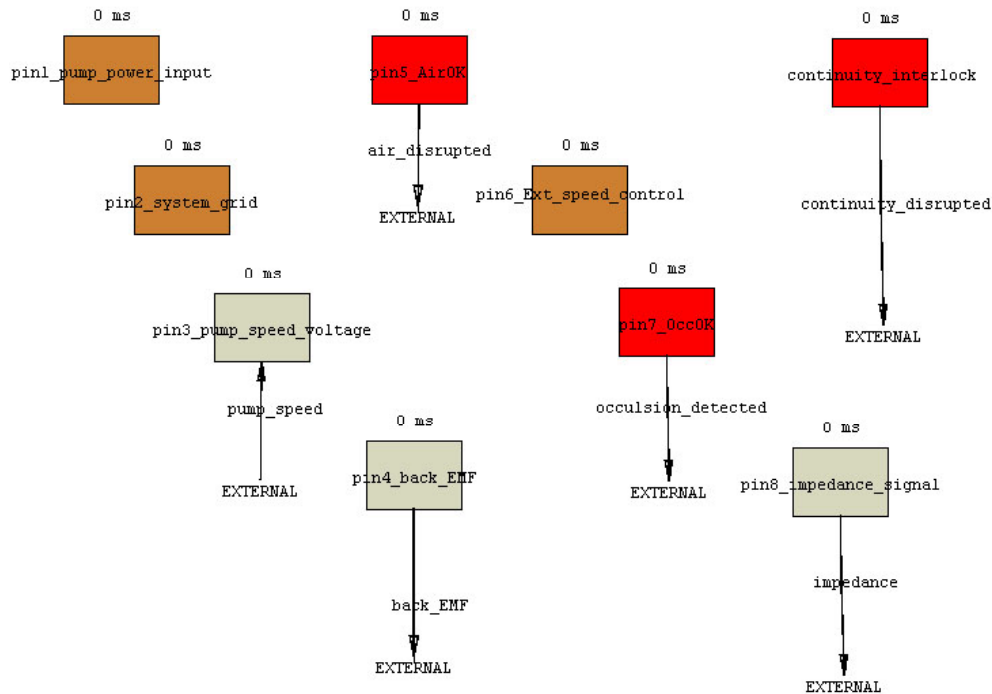 0 ms
pin1_pump_power_input
0 ms
pin5_AirOK
air_disrupted
EXTERNAL
0 ms
continuity_interlock
continuity_disrupted
EXTERNAL
0 ms
pin2_system_grid
0 ms
pin6_Ext_speed_control
0 ms
pin3_pump_speed_voltage
pump_speed
EXTERNAL
0 ms
pin7_OccOK
occulsion_detected
EXTERNAL
0 ms
pin4_back_EMF
back_EMF
EXTERNAL
0 ms
pin8_impedance_signal
impedance
EXTERNAL